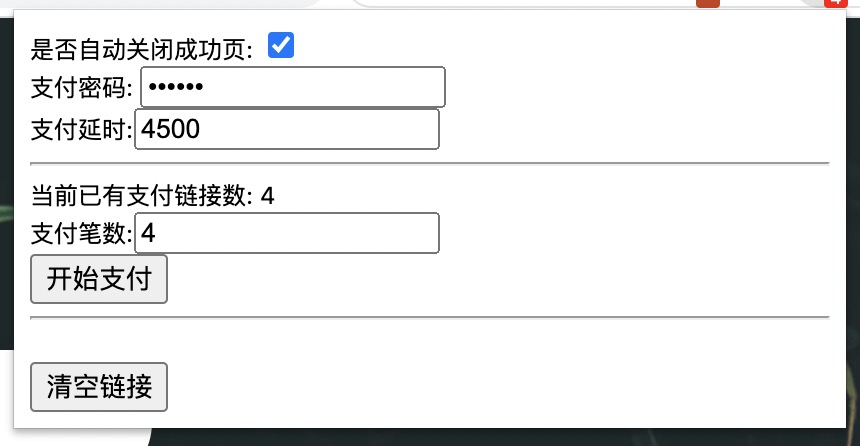 是否自动关闭成功页:
支付密码: ••••••
支付延时: 4500
当前已有支付链接数: 4
支付笔数: 4
开始支付
清空链接